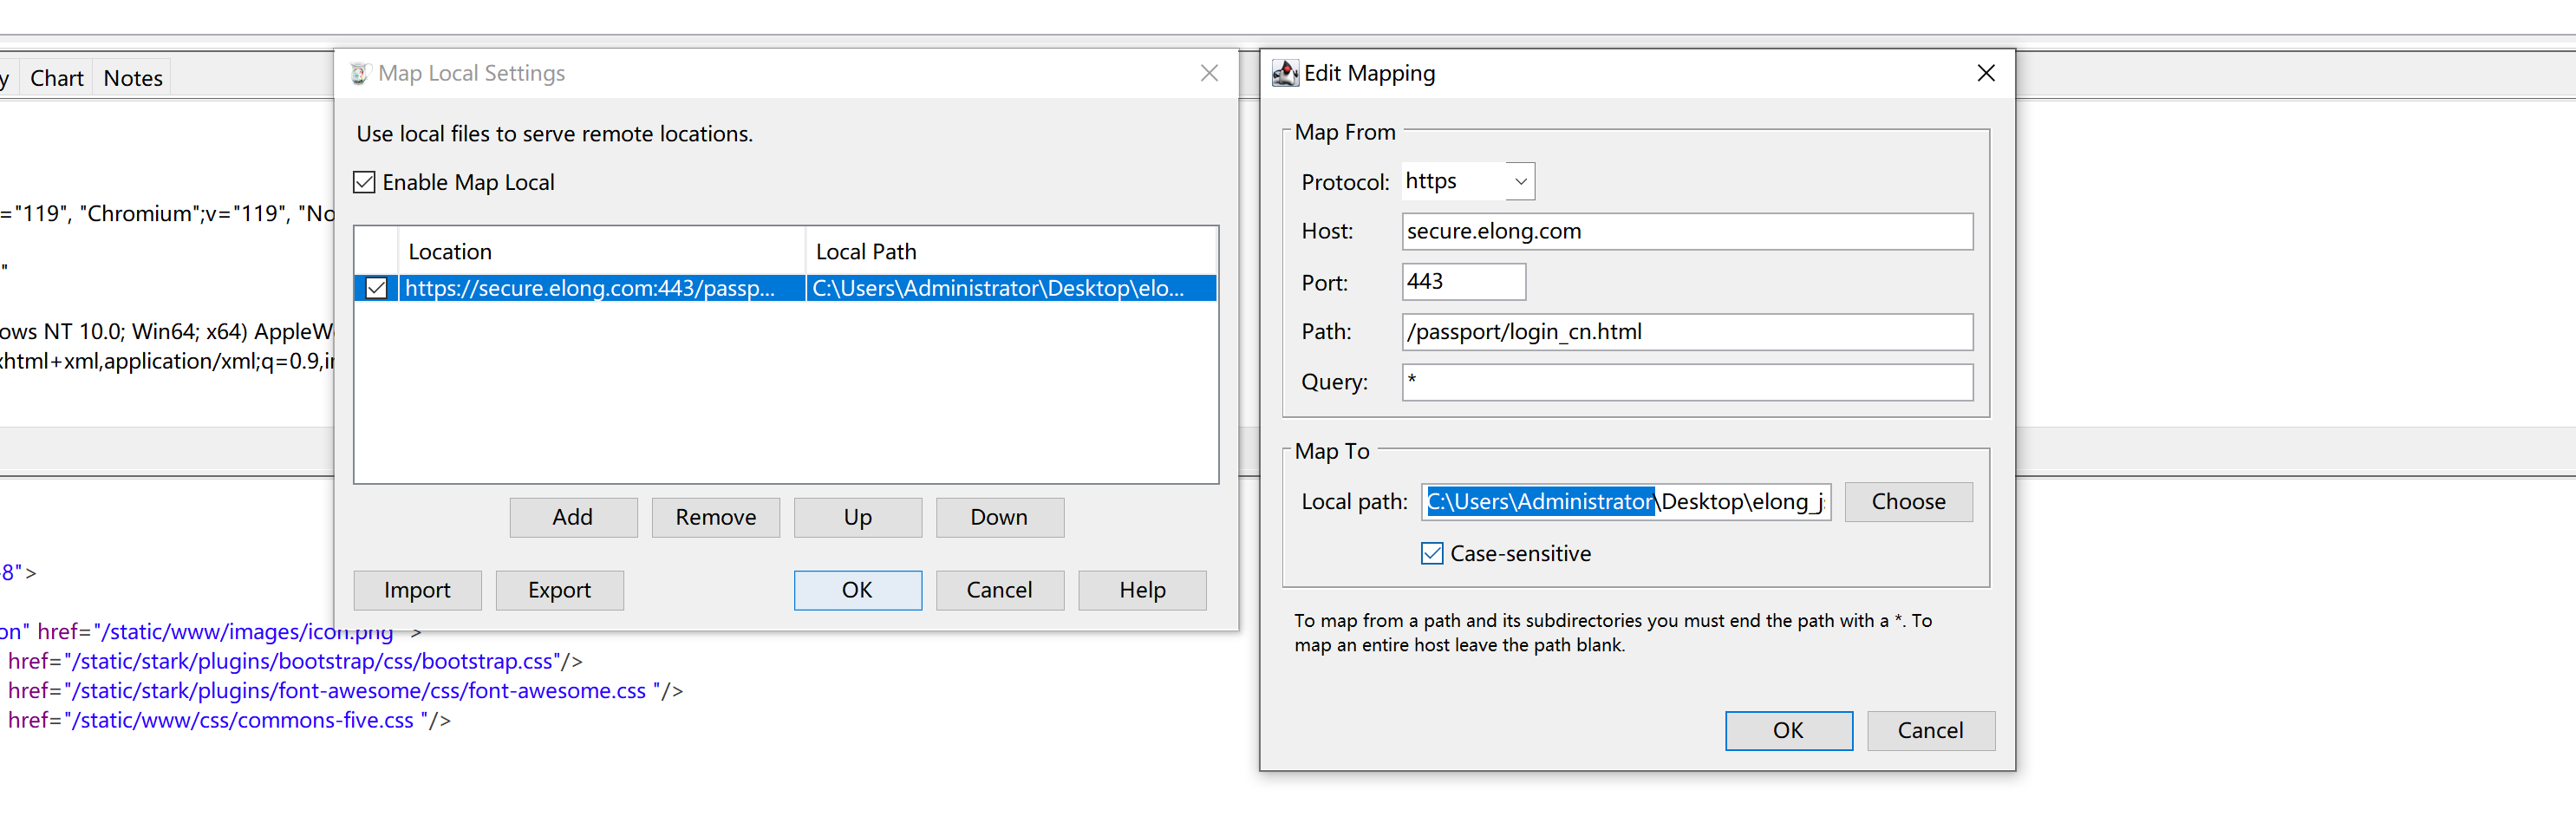 y Chart Notes
="119", "Chromium";v="119", "No
"
ows NT 10.0; Win64; x64) AppleW
xhtml+xml,application/xml;q=0.9,i
8">
on" href="/static/www/images/icon.png ">
href="/static/stark/plugins/bootstrap/css/bootstrap.css"/>
href="/static/stark/plugins/font-awesome/css/font-awesome.css "/>
href="/static/www/css/commons-five.css "/>
Map Local Settings
Use local files to serve remote locations.
Enable Map Local
Location Local Path
https://secure.elong.com:443/passp... C:\Users\Administrator\Desktop\elo...
Add Remove Up Down
Import Export OK Cancel Help
Edit Mapping
Map From
Protocol: https
Host: secure.elong.com
Port: 443
Path: /passport/login_cn.html
Query: *
Map To
Local path: C:\Users\Administrator\Desktop\elong_j Choose
Case-sensitive
To map from a path and its subdirectories you must end the path with a *. To
map an entire host leave the path blank.
OK Cancel